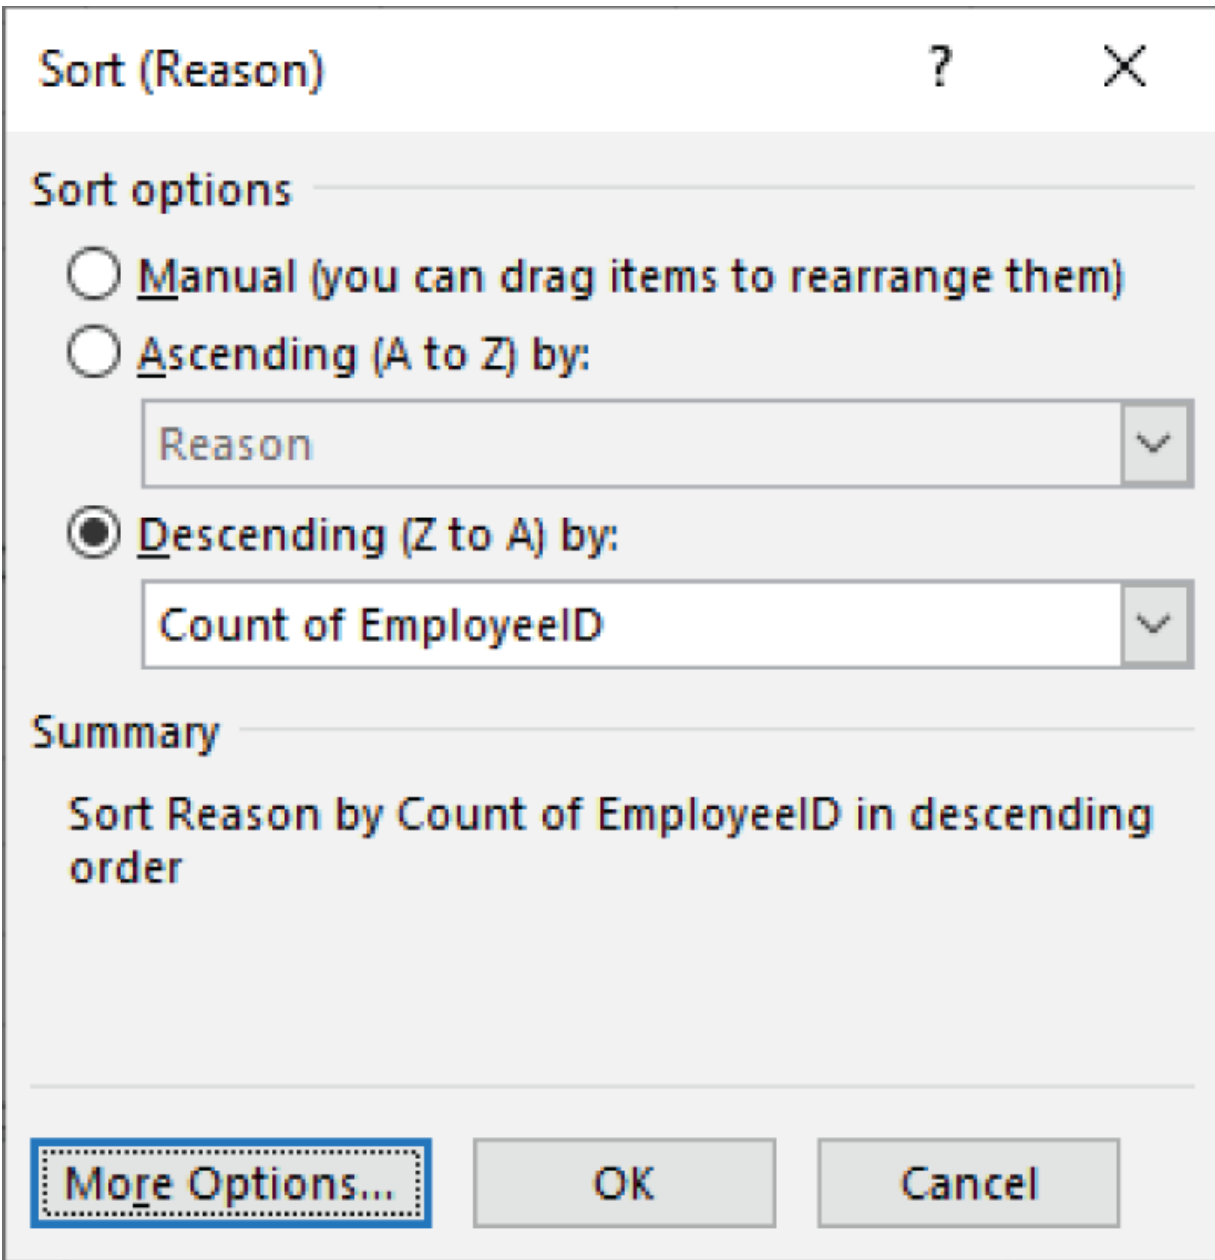 Sort (Reason) ?
Sort options
Manual (you can drag items to rearrange them)
Ascending (A to Z) by:
Reason
Descending (Z to A) by:
Count of EmployeeID
Summary
Sort Reason by Count of EmployeeID in descending
order
More Options... OK Cancel